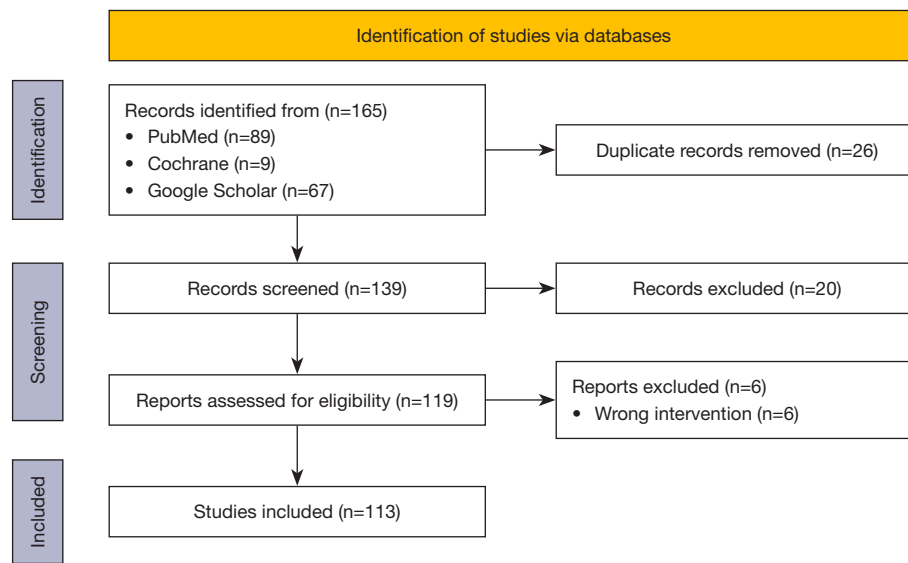 Identification of studies via databases
Identification
Records identified from (n=165)
• PubMed (n=89)
• Cochrane (n=9)
• Google Scholar (n=67)
Duplicate records removed (n=26)
Screening
Records screened (n=139)
Records excluded (n=20)
Reports assessed for eligibility (n=119)
Reports excluded (n=6)
• Wrong intervention (n=6)
Included
Studies included (n=113)